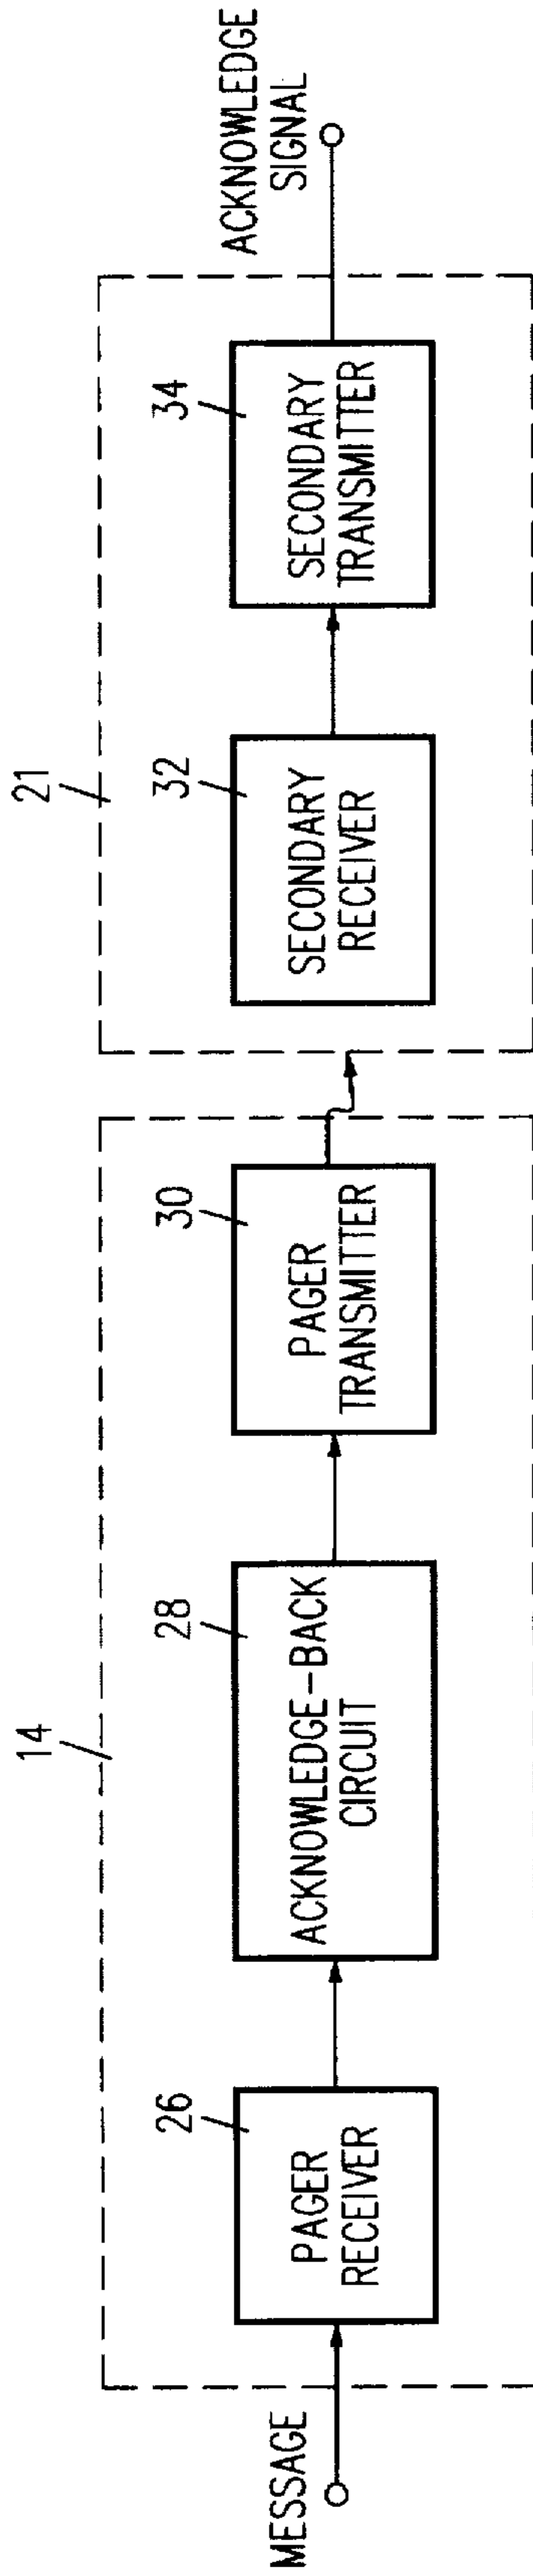 MESSAGE
14
26
PAGER
RECEIVER
28
ACKNOWLEDGE-BACK
CIRCUIT
30
PAGER
TRANSMITTER
21
32
SECONDARY
RECEIVER
34
SECONDARY
TRANSMITTER
ACKNOWLEDGE
SIGNAL